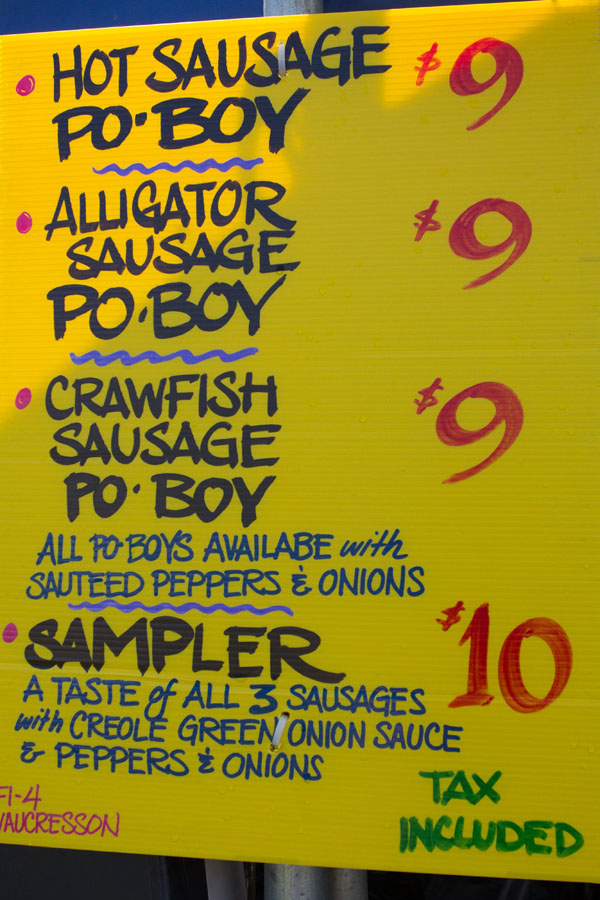 • HOT SAUSAGE $9
PO·BOY
• ALLIGATOR
SAUSAGE $9
PO·BOY
• CRAWFISH
SAUSAGE $9
PO·BOY
ALL PO·BOYS AVAILABE with
SAUTEED PEPPERS & ONIONS
• SAMPLER $10
A TASTE of ALL 3 SAUSAGES
with CREOLE GREEN ONION SAUCE
& PEPPERS & ONIONS
TAX
INCLUDED
FI-4
VAUCRESSON